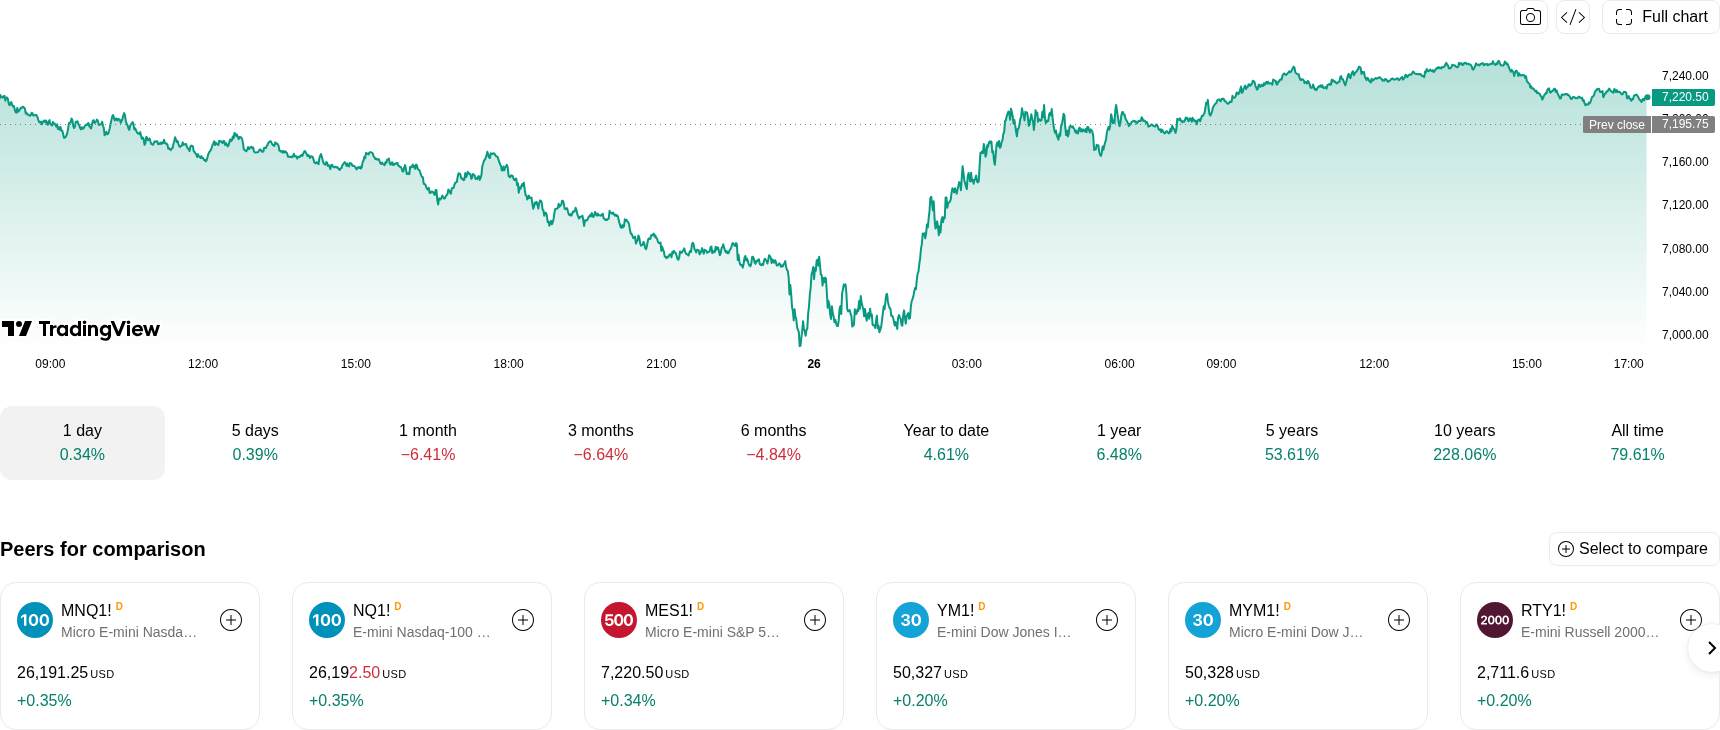 Full chart
7,240.00
7,220.50
Prev close 7,195.75
7,160.00
7,120.00
7,080.00
7,040.00
7,000.00
TradingView
09:00 12:00 15:00 18:00 21:00 26 03:00 06:00 09:00 12:00 15:00 17:00
1 day 5 days 1 month 3 months 6 months Year to date 1 year 5 years 10 years All time
0.34% 0.39% −6.41% −6.64% −4.84% 4.61% 6.48% 53.61% 228.06% 79.61%
Peers for comparison
Select to compare
100 MNQ1! D
Micro E-mini Nasda…
26,191.25 USD
+0.35%
100 NQ1! D
E-mini Nasdaq-100 …
26,192.50 USD
+0.35%
500 MES1! D
Micro E-mini S&P 5…
7,220.50 USD
+0.34%
30 YM1! D
E-mini Dow Jones I…
50,327 USD
+0.20%
30 MYM1! D
Micro E-mini Dow J…
50,328 USD
+0.20%
2000 RTY1! D
E-mini Russell 2000…
2,711.6 USD
+0.20%